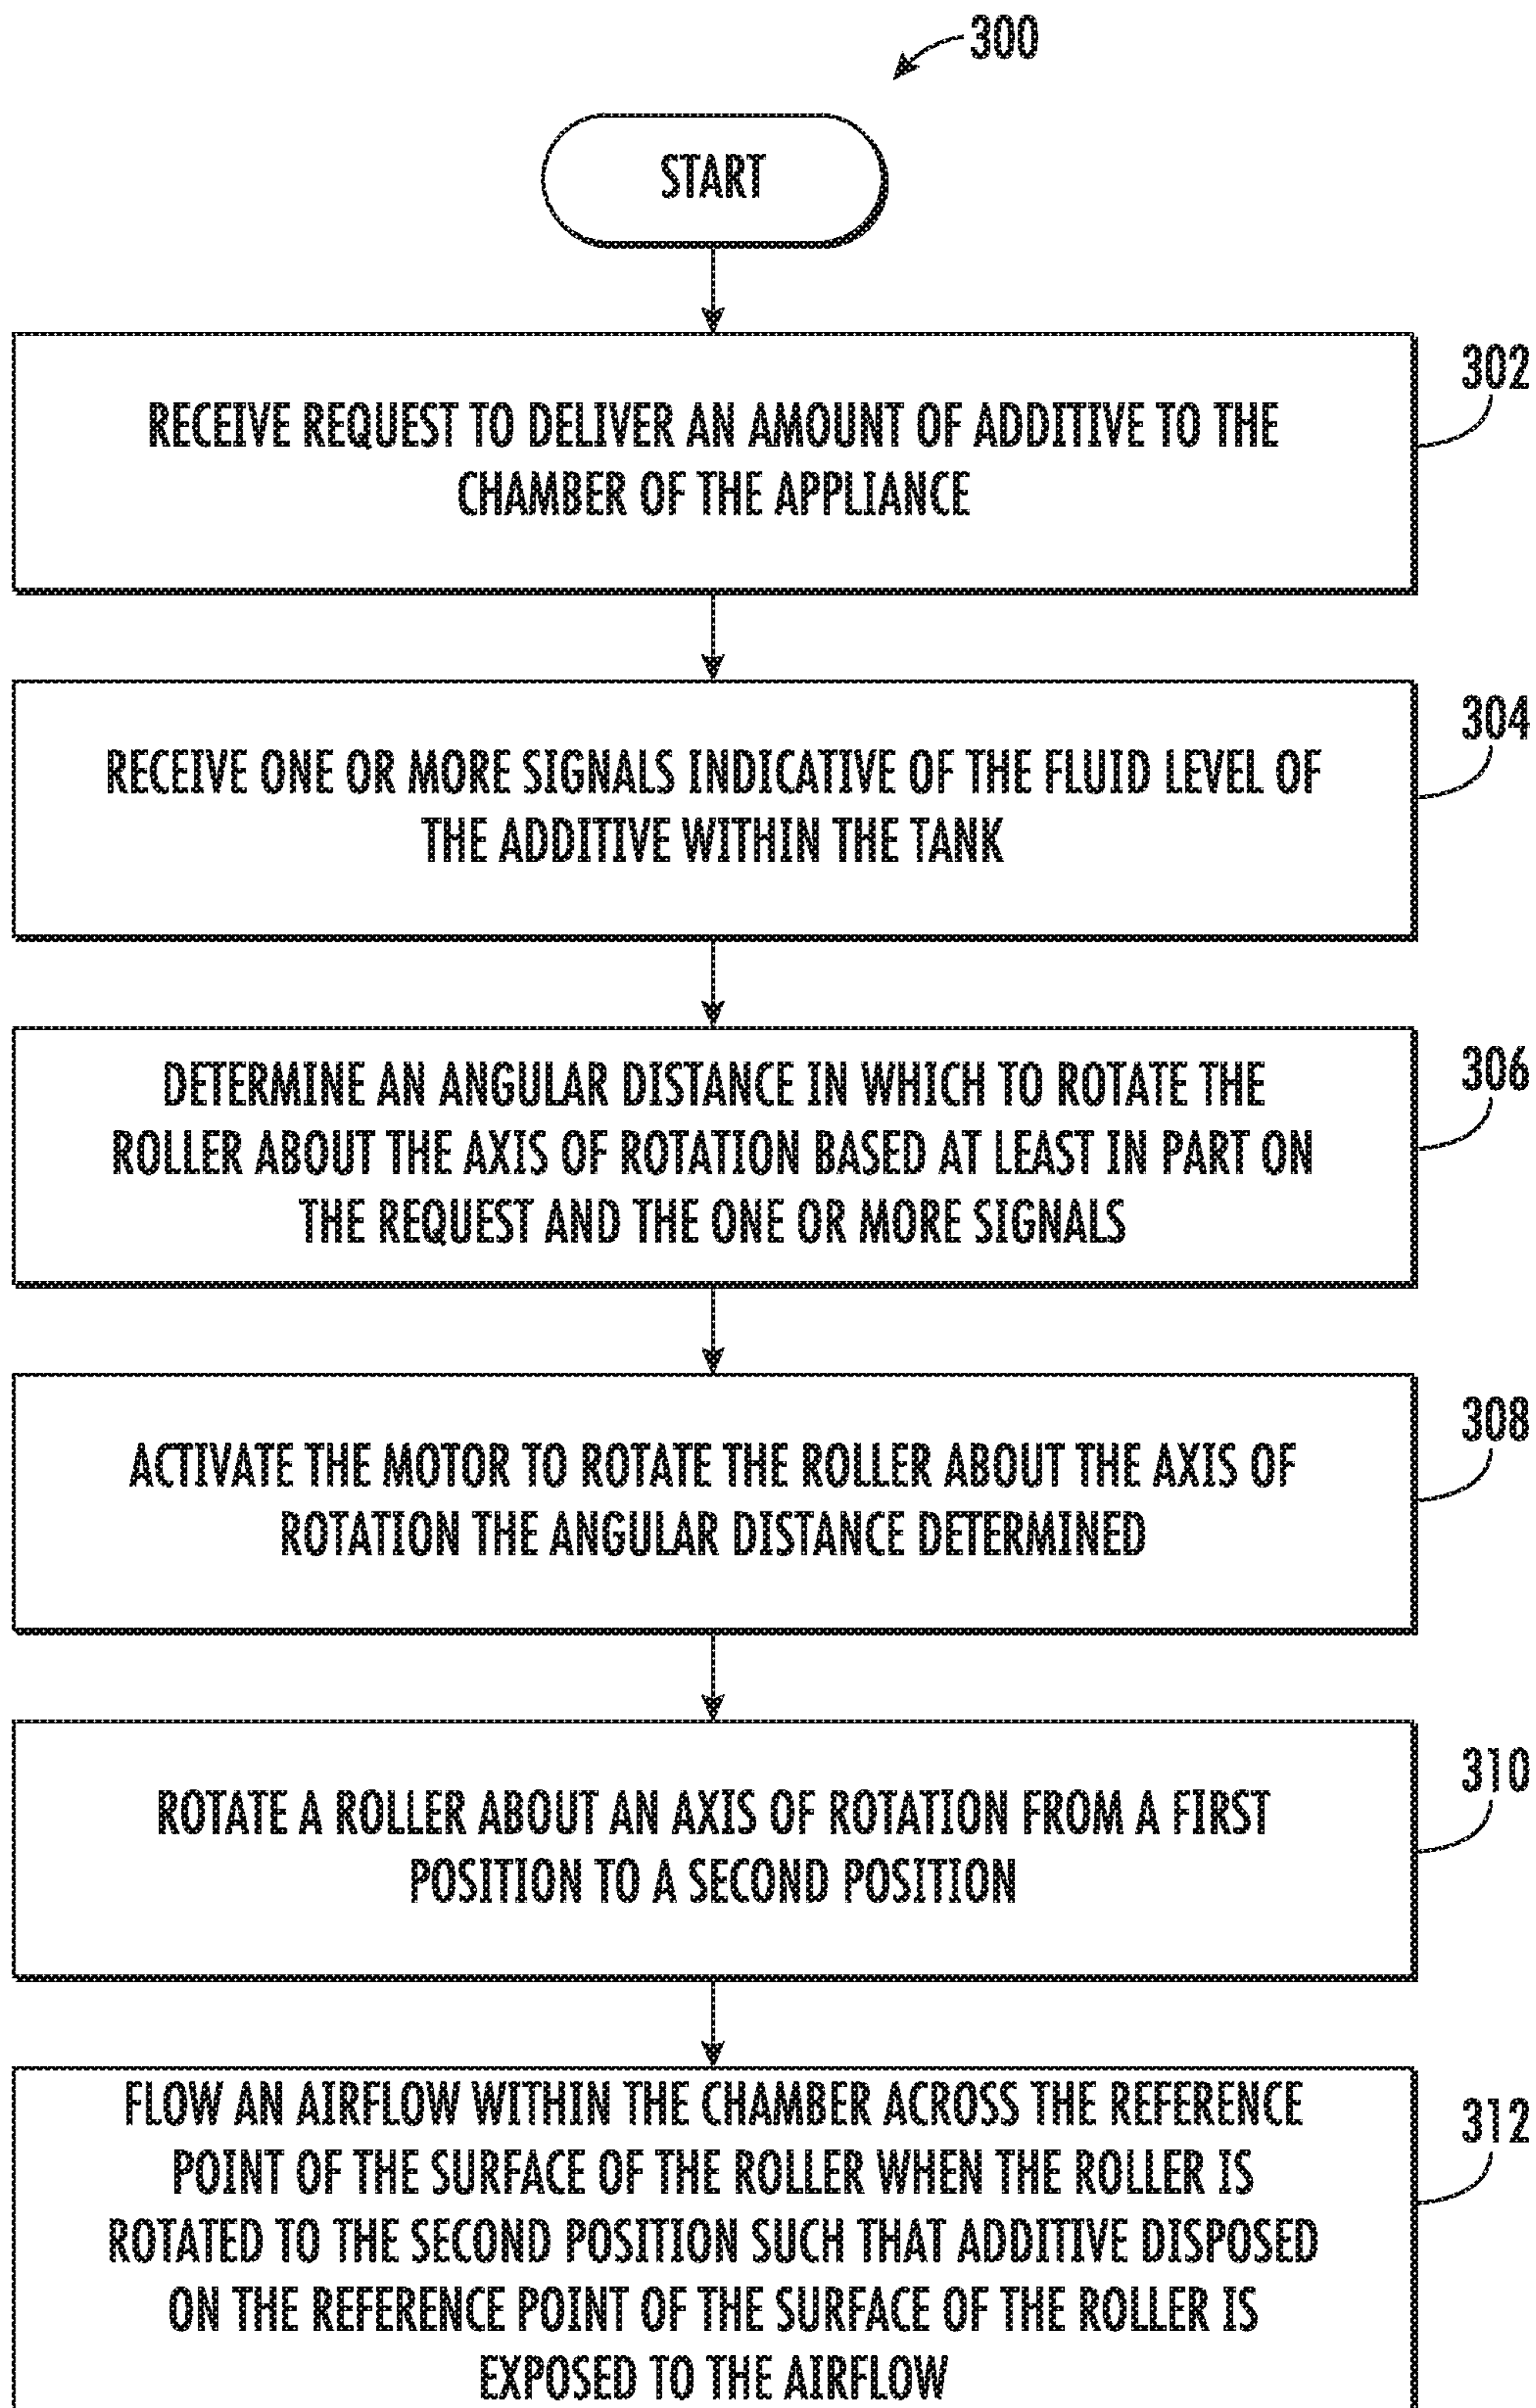 300
START
302
RECEIVE REQUEST TO DELIVER AN AMOUNT OF ADDITIVE TO THE
CHAMBER OF THE APPLIANCE
304
RECEIVE ONE OR MORE SIGNALS INDICATIVE OF THE FLUID LEVEL OF
THE ADDITIVE WITHIN THE TANK
306
DETERMINE AN ANGULAR DISTANCE IN WHICH TO ROTATE THE
ROLLER ABOUT THE AXIS OF ROTATION BASED AT LEAST IN PART ON
THE REQUEST AND THE ONE OR MORE SIGNALS
308
ACTIVATE THE MOTOR TO ROTATE THE ROLLER ABOUT THE AXIS OF
ROTATION THE ANGULAR DISTANCE DETERMINED
310
ROTATE A ROLLER ABOUT AN AXIS OF ROTATION FROM A FIRST
POSITION TO A SECOND POSITION
312
FLOW AN AIRFLOW WITHIN THE CHAMBER ACROSS THE REFERENCE
POINT OF THE SURFACE OF THE ROLLER WHEN THE ROLLER IS
ROTATED TO THE SECOND POSITION SUCH THAT ADDITIVE DISPOSED
ON THE REFERENCE POINT OF THE SURFACE OF THE ROLLER IS
EXPOSED TO THE AIRFLOW